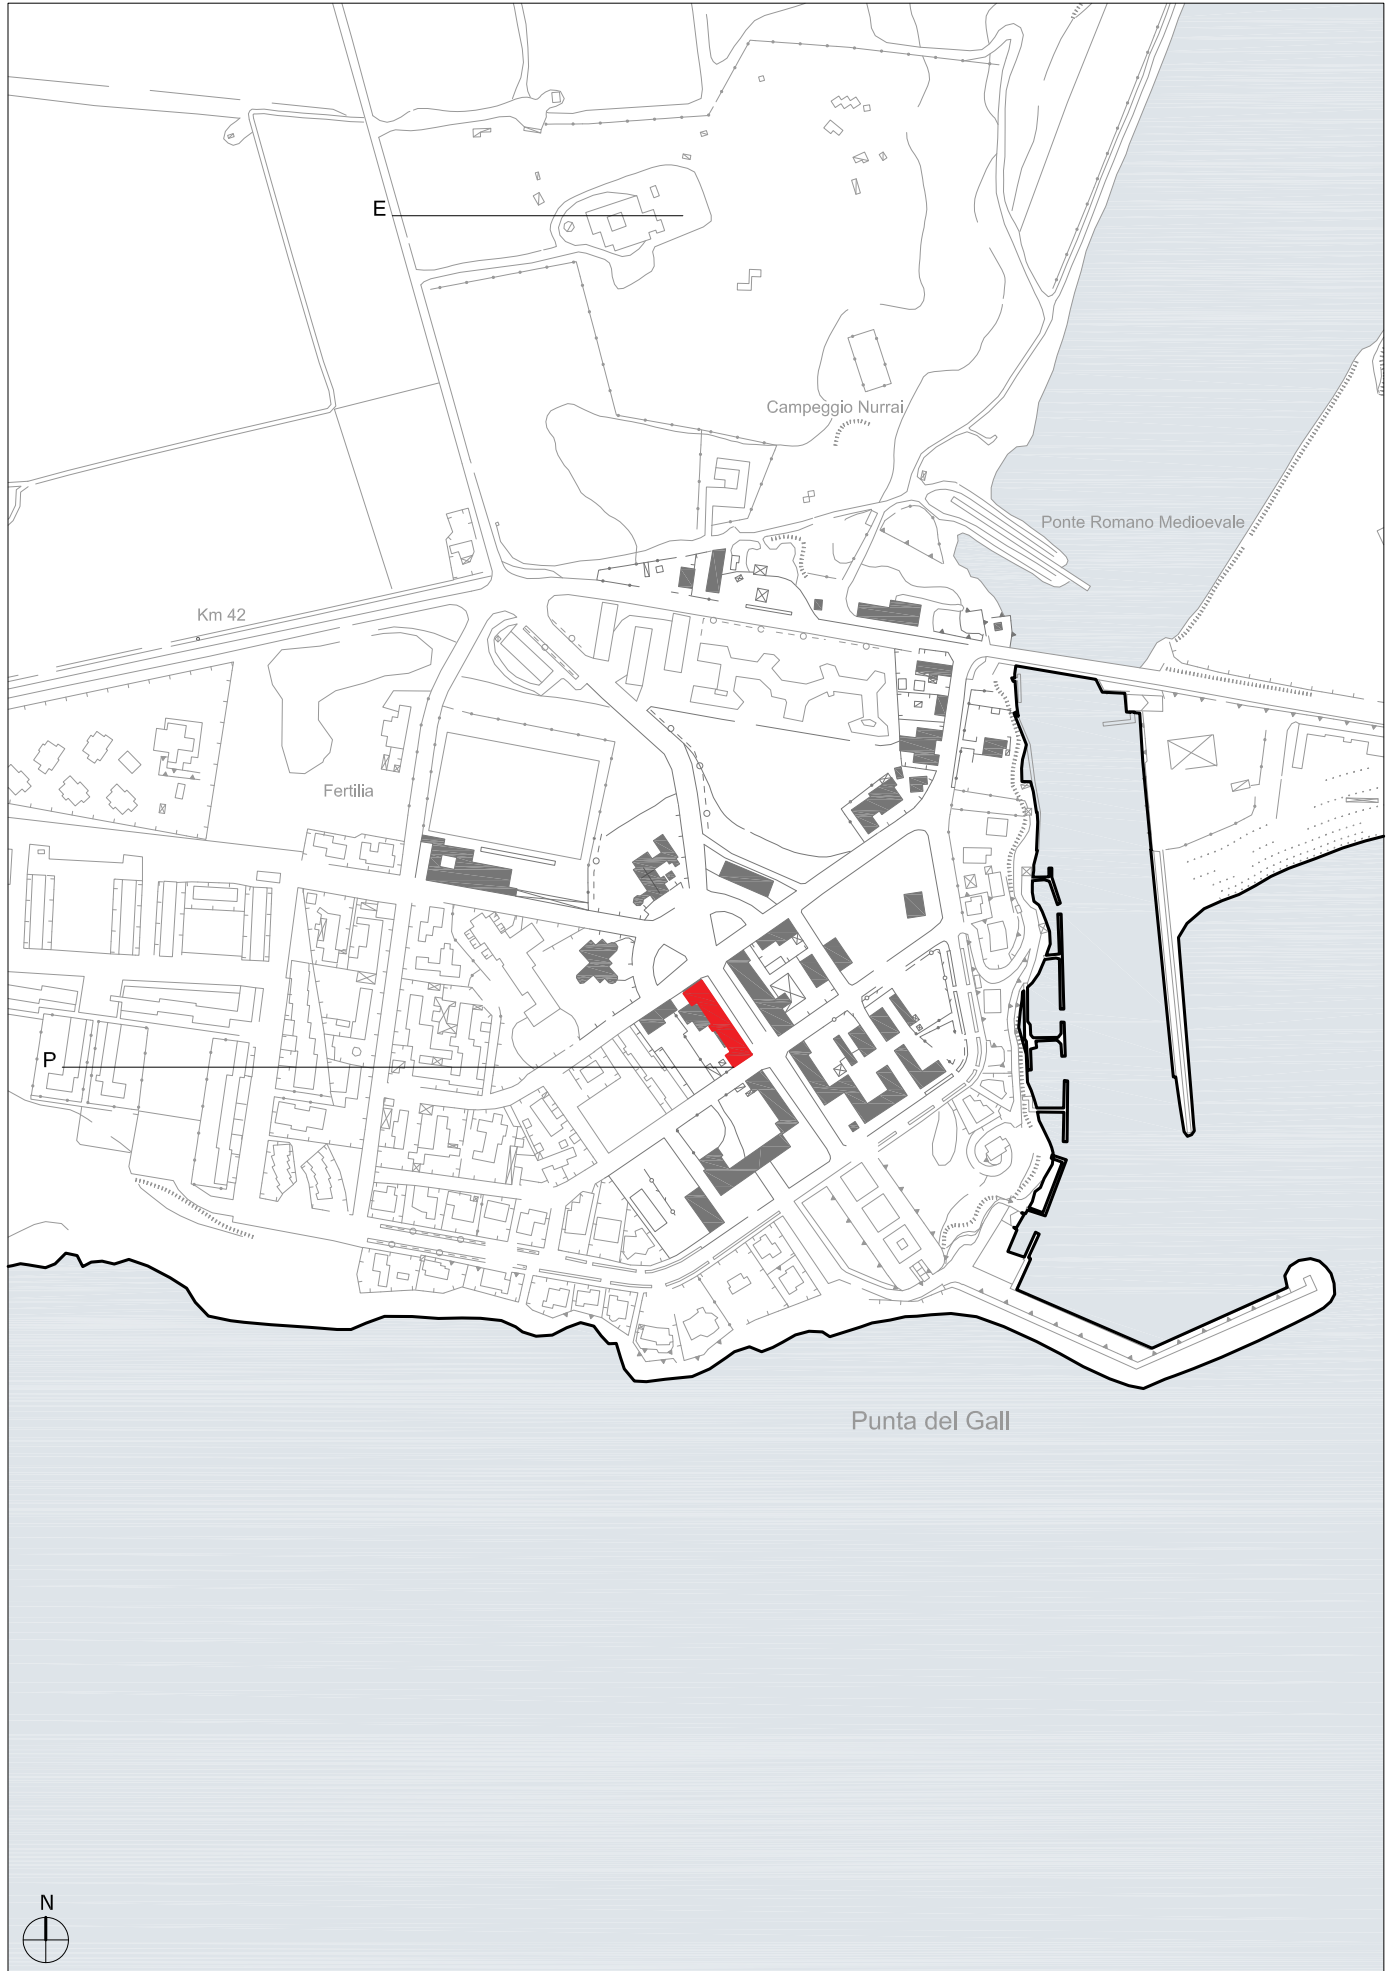 E
Campeggio Nurrai
Ponte Romano Medioevale
Km 42
Fertilia
P
Punta del Gall
N